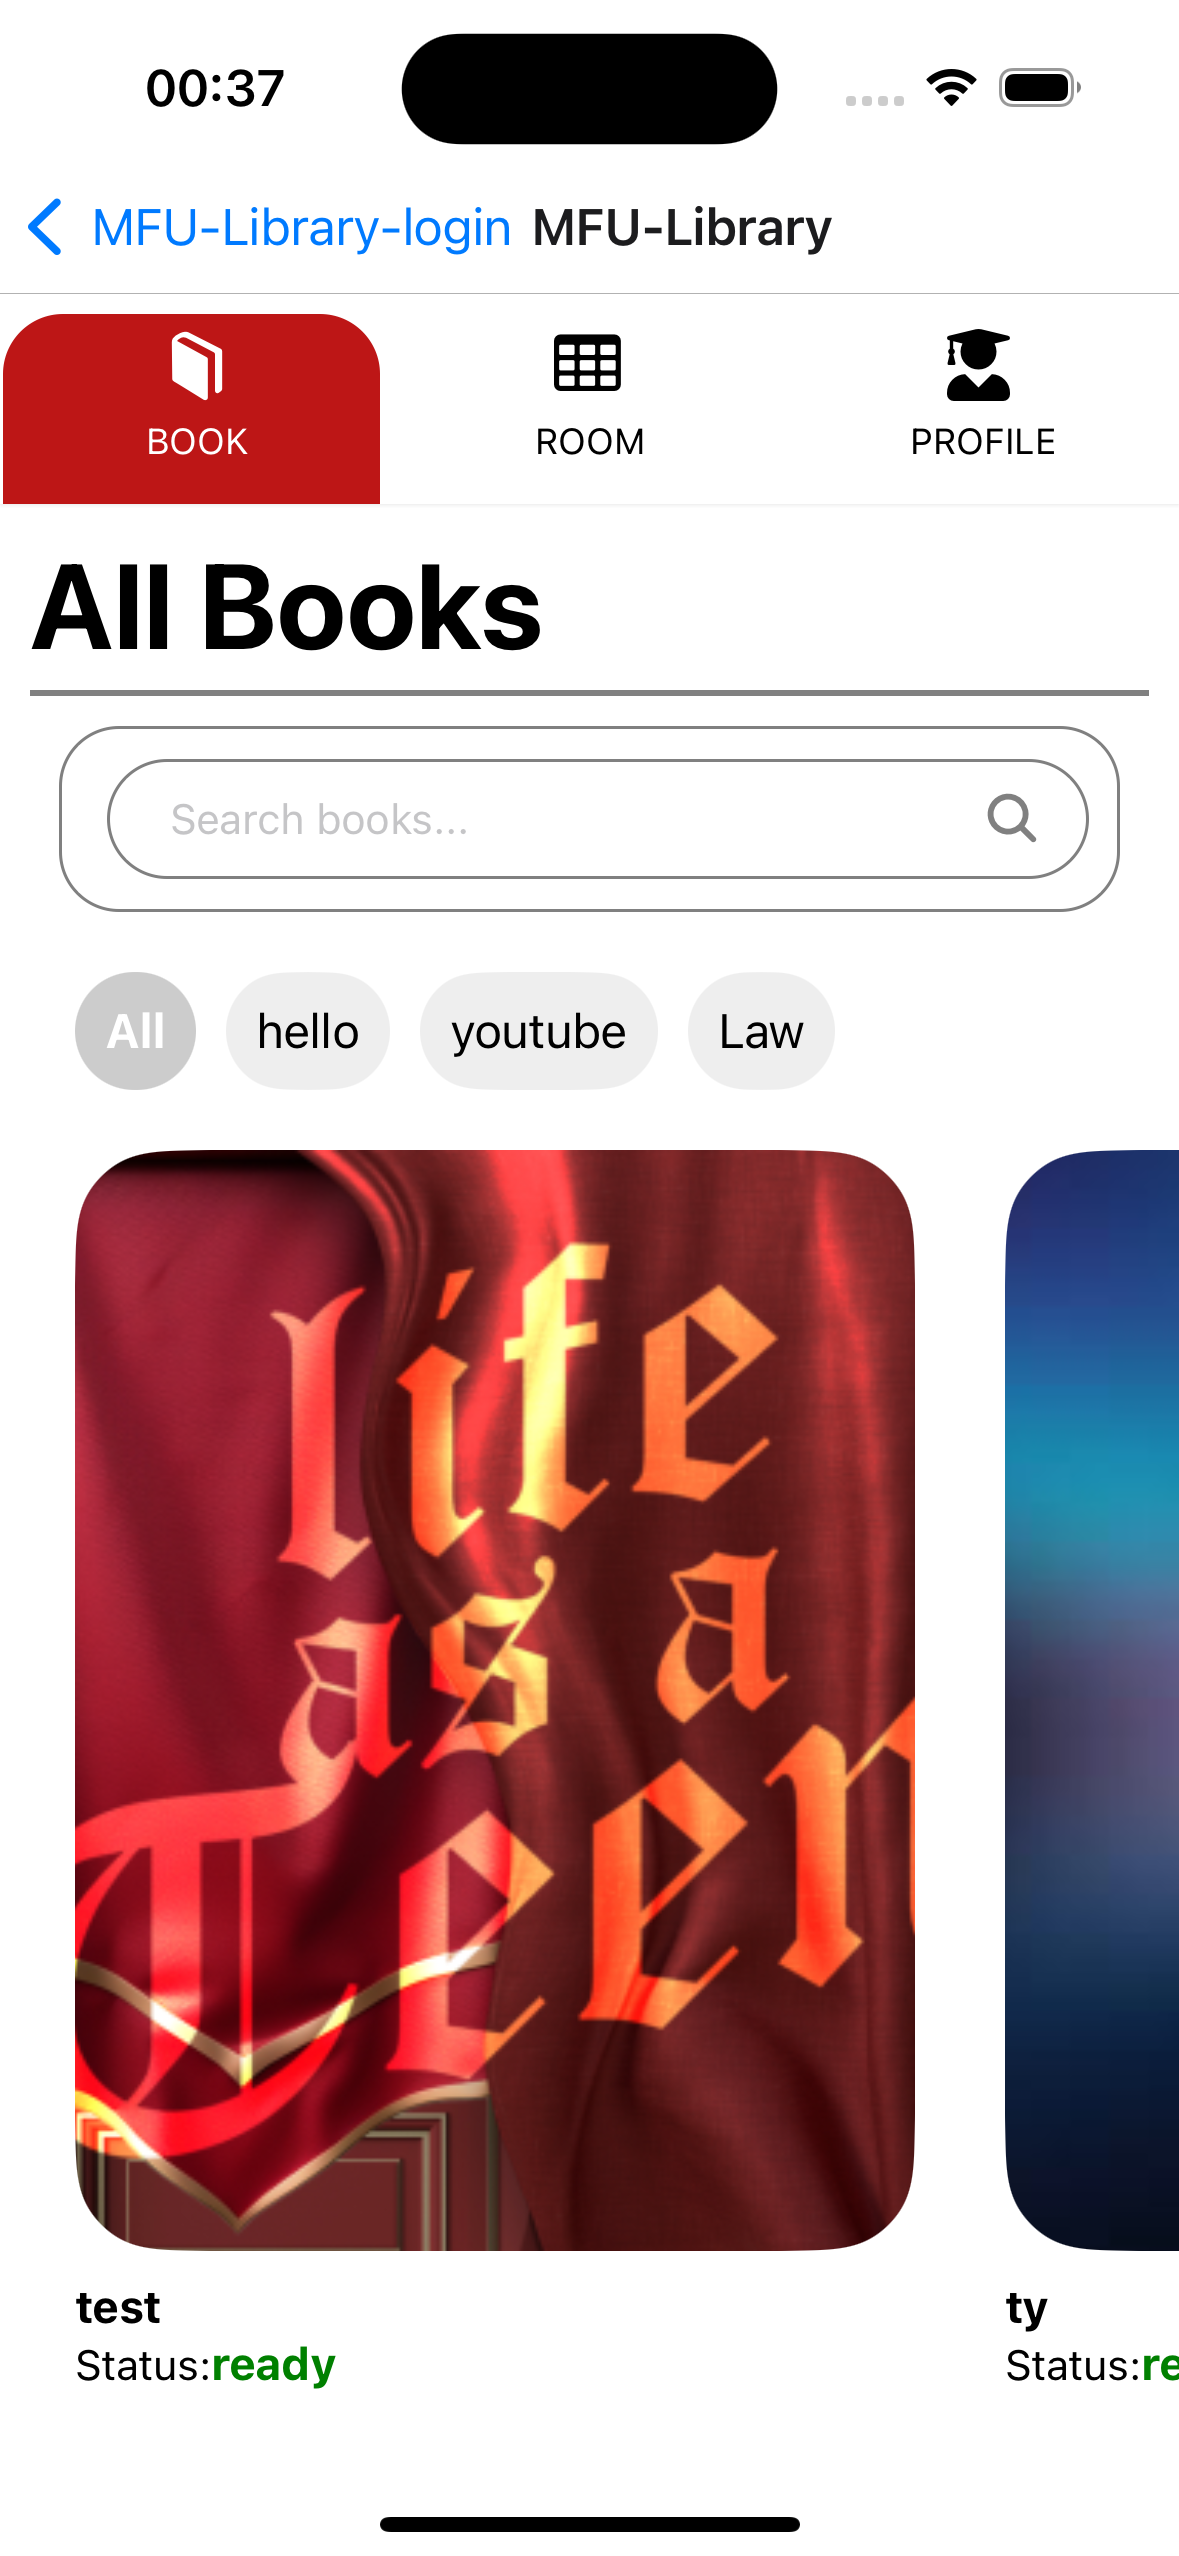 00:37
MFU-Library-login MFU-Library
BOOK ROOM PROFILE
All Books
Search books...
All hello youtube Law
life
as a
Teen
test ty
Status:ready Status:re